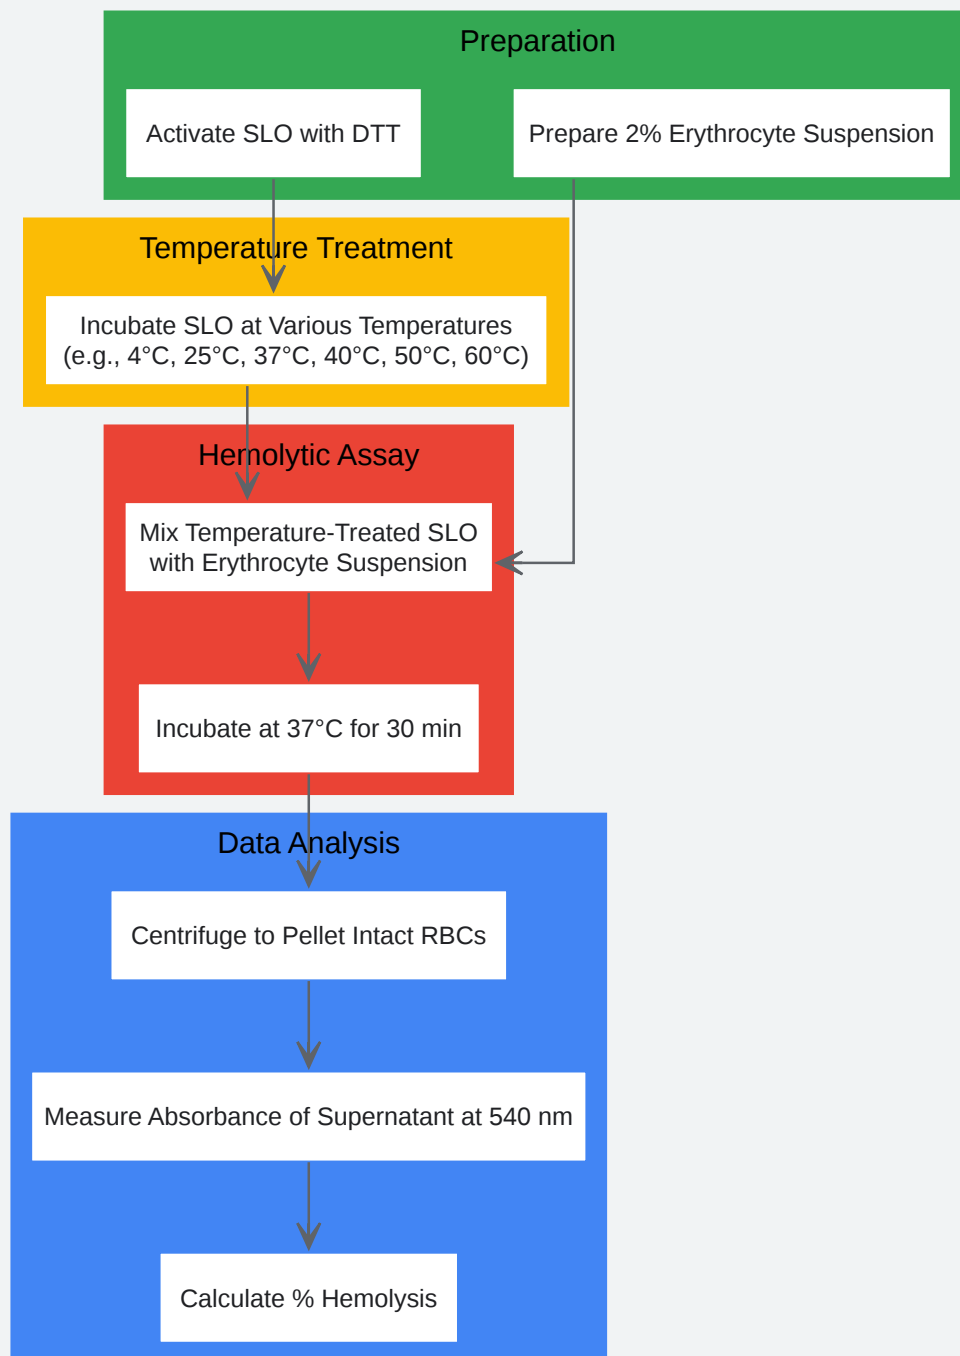 Preparation
Activate SLO with DTT
Prepare 2% Erythrocyte Suspension
Temperature Treatment
Incubate SLO at Various Temperatures
(e.g., 4°C, 25°C, 37°C, 40°C, 50°C, 60°C)
Hemolytic Assay
Mix Temperature-Treated SLO
with Erythrocyte Suspension
Incubate at 37°C for 30 min
Data Analysis
Centrifuge to Pellet Intact RBCs
Measure Absorbance of Supernatant at 540 nm
Calculate % Hemolysis